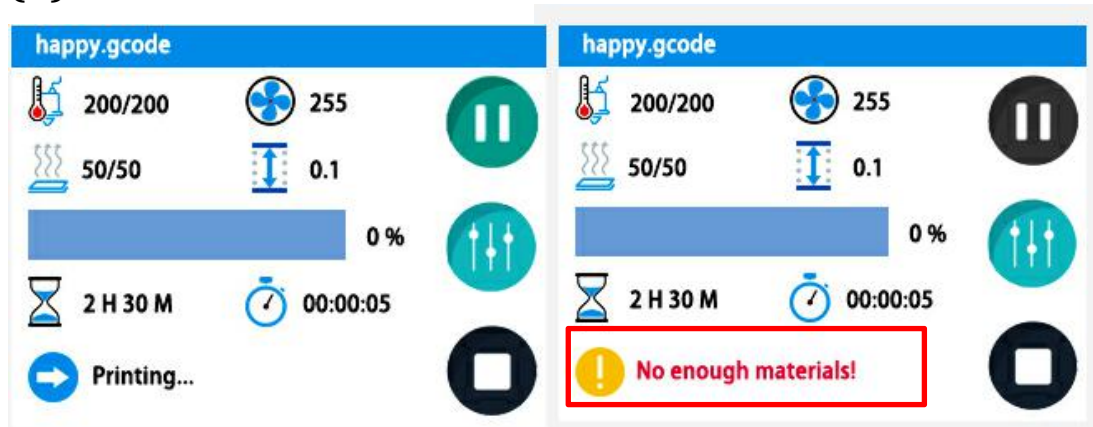 happy.gcode
200/200 255
50/50 0.1
0 %
2 H 30 M 00:00:05
Printing...
happy.gcode
200/200 255
50/50 0.1
0 %
2 H 30 M 00:00:05
No enough materials!